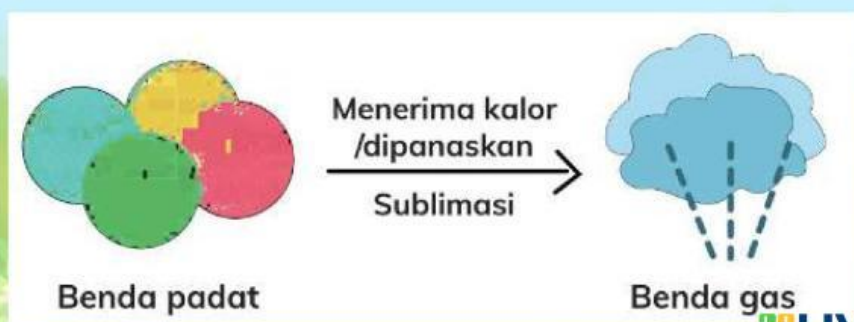 Menerima kalor
/dipanaskan
Sublimasi
Benda padat
Benda gas